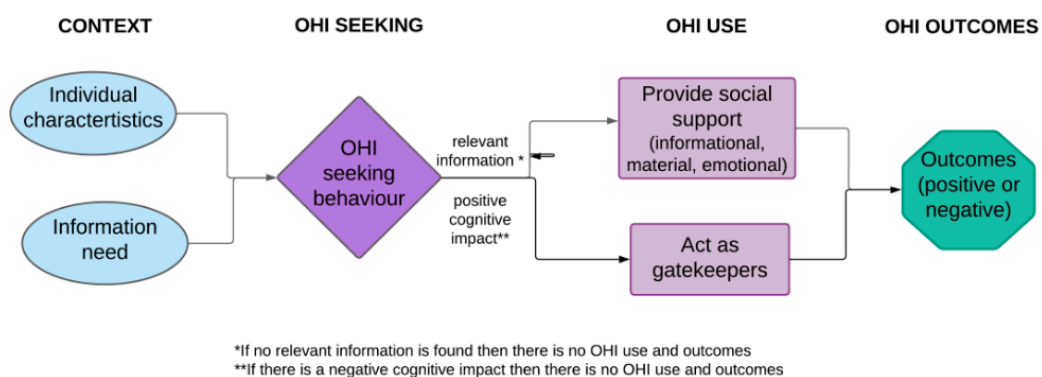 CONTEXT
OHI SEEKING
OHI USE
OHI OUTCOMES
Individual
charactertistics
Information
need
OHI
seeking
behaviour
relevant
information *
positive
cognitive
impact**
Provide social
support
(informational,
material, emotional)
Act as
gatekeepers
Outcomes
(positive or
negative)
*If no relevant information is found then there is no OHI use and outcomes
**If there is a negative cognitive impact then there is no OHI use and outcomes